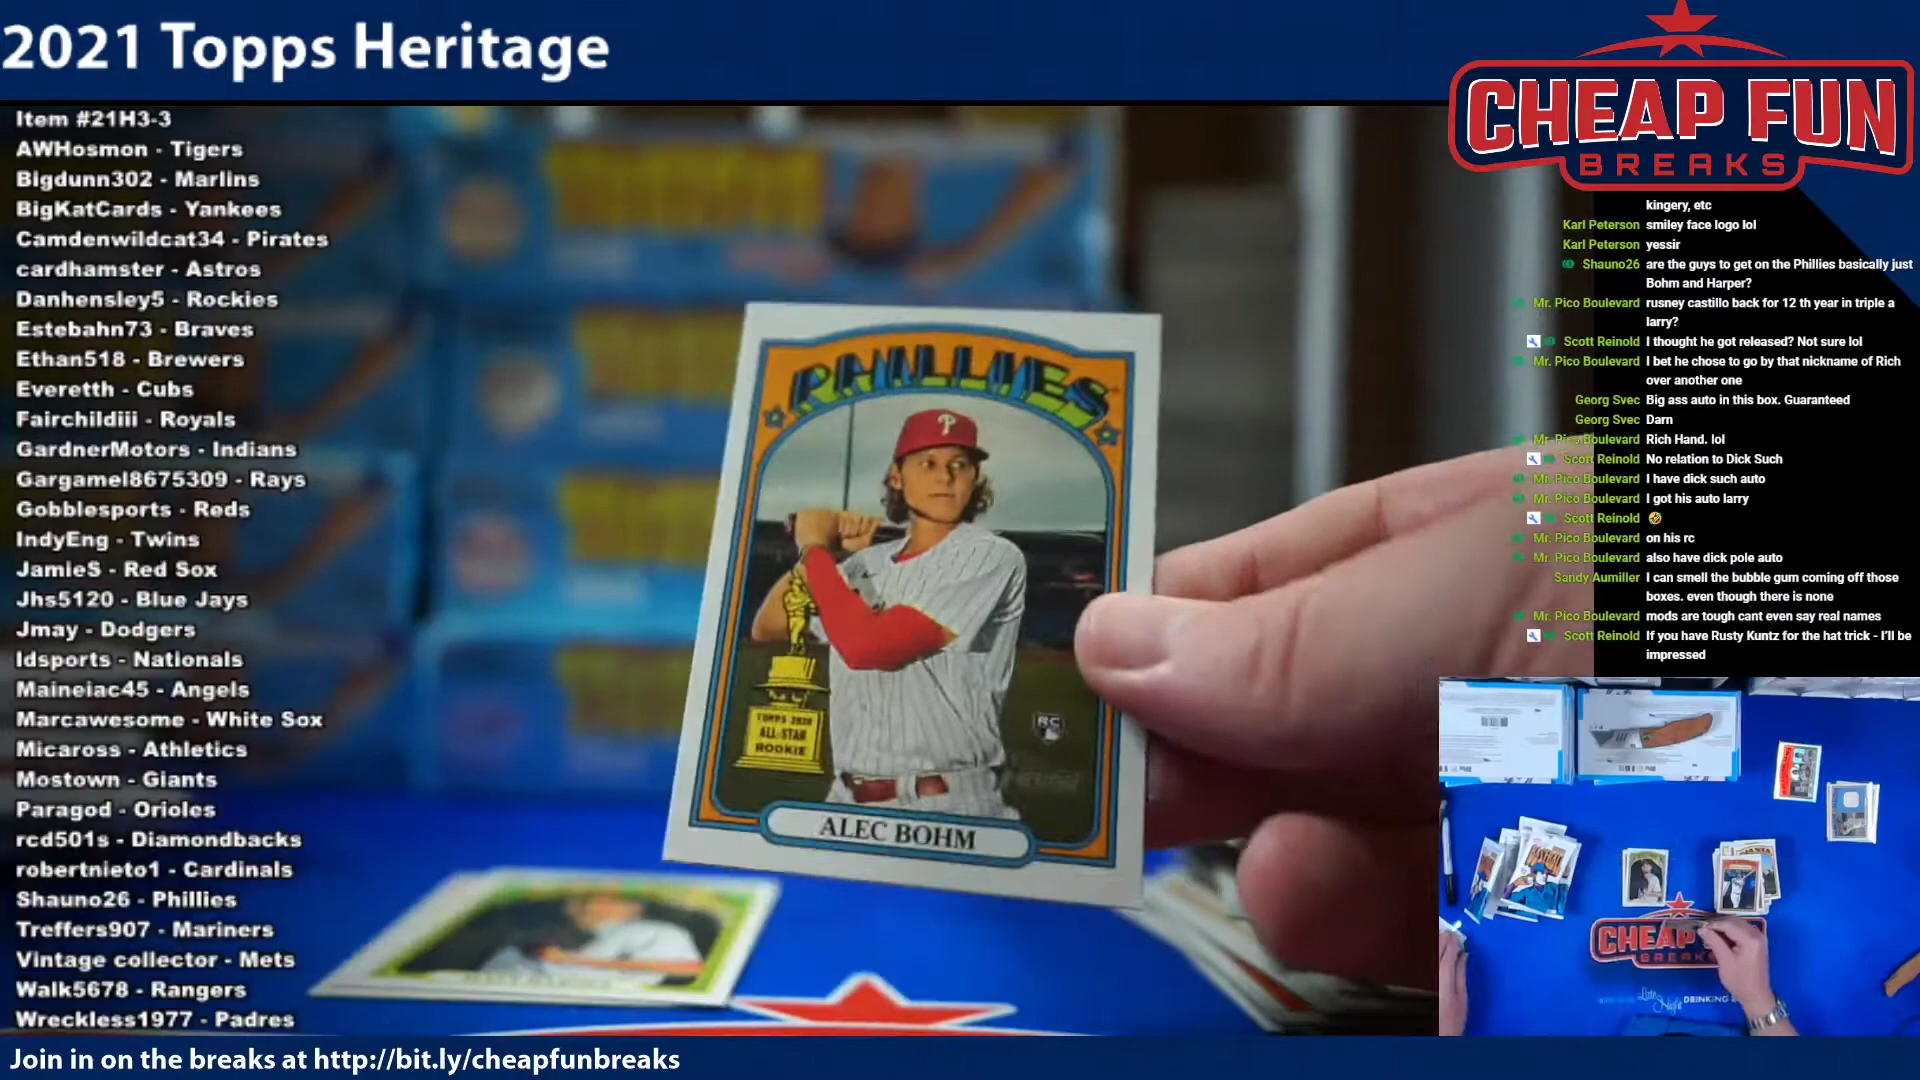 2021 Topps Heritage
CHEAP FUN
BREAKS
Item #21H3-3
AWHosmon - Tigers
Bigdunn302 - Marlins
BigKatCards - Yankees
Camdenwildcat34 - Pirates
cardhamster - Astros
Danhensley5 - Rockies
Estebahn73 - Braves
Ethan518 - Brewers
Everetth - Cubs
Fairchildiii - Royals
GardnerMotors - Indians
Gargamel8675309 - Rays
Gobblesports - Reds
IndyEng - Twins
JamieS - Red Sox
Jhs5120 - Blue Jays
Jmay - Dodgers
ldsports - Nationals
Maineiac45 - Angels
Marcawesome - White Sox
Micaross - Athletics
Mostown - Giants
Paragod - Orioles
rcd501s - Diamondbacks
robertnieto1 - Cardinals
Shauno26 - Phillies
Treffers907 - Mariners
Vintage collector - Mets
Walk5678 - Rangers
Wreckless1977 - Padres
PHILLIES
P
TOPPS 2020
ALL-STAR
ROOKIE
RC
ALEC BOHM
kingery, etc
Karl Peterson smiley face logo lol
Karl Peterson yessir
Shauno26 are the guys to get on the Phillies basically just
Bohm and Harper?
Mr. Pico Boulevard rusney castillo back for 12 th year in triple a
larry?
Scott Reinold I thought he got released? Not sure lol
Mr. Pico Boulevard I bet he chose to go by that nickname of Rich
over another one
Georg Svec Big ass auto in this box. Guaranteed
Georg Svec Darn
Mr. Pico Boulevard Rich Hand. lol
Scott Reinold No relation to Dick Such
Mr. Pico Boulevard I have dick such auto
Mr. Pico Boulevard I got his auto larry
Scott Reinold 🤣
Mr. Pico Boulevard on his rc
Mr. Pico Boulevard also have dick pole auto
Sandy Aumiller I can smell the bubble gum coming off those
boxes. even though there is none
Mr. Pico Boulevard mods are tough cant even say real names
Scott Reinold If you have Rusty Kuntz for the hat trick - I'll be
impressed
CHEAP
BREAKS
Late Night DRINKING
Join in on the breaks at http://bit.ly/cheapfunbreaks